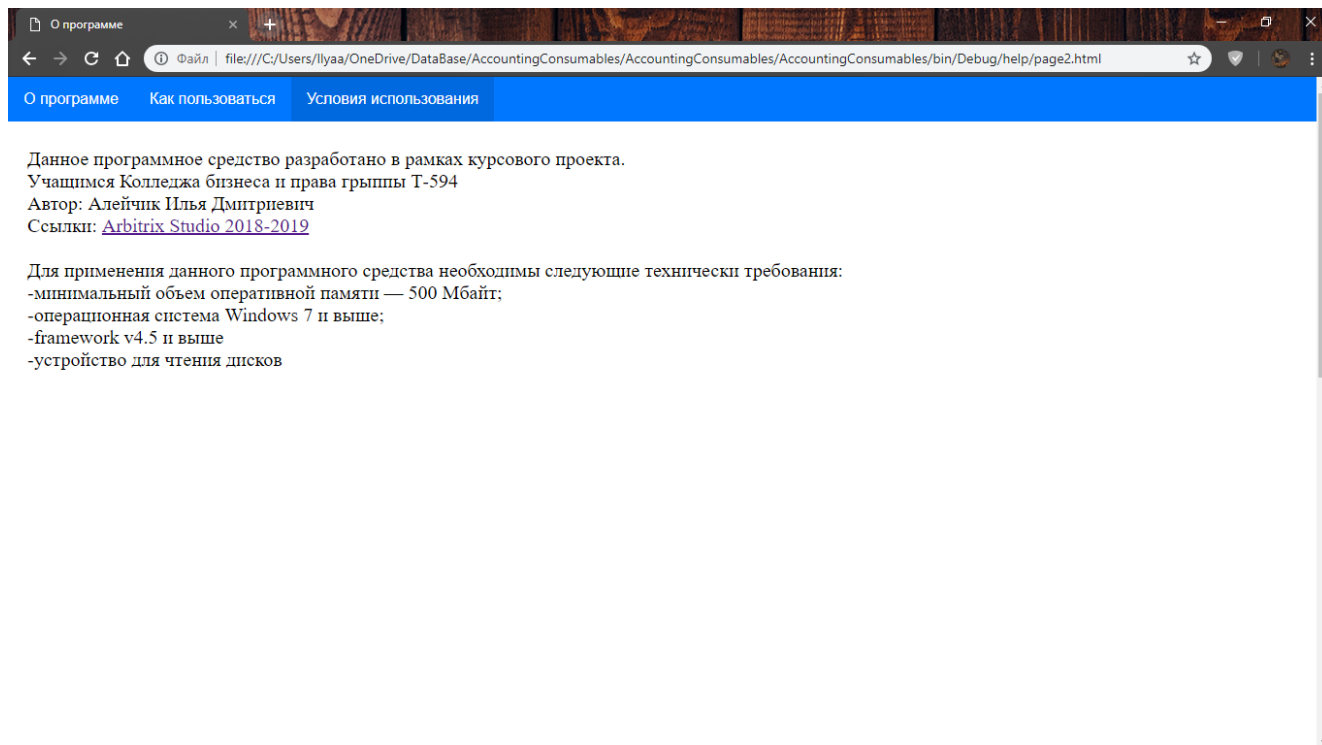 О программе
Файл file:///C:/Users/Ilyaa/OneDrive/DataBase/AccountingConsumables/AccountingConsumables/AccountingConsumables/bin/Debug/help/page2.html
О программе Как пользоваться Условия использования
Данное программное средство разработано в рамках курсового проекта.
Учащимся Колледжа бизнеса и права грыппы Т-594
Автор: Алейчик Илья Дмитриевич
Ссылки: Arbitrix Studio 2018-2019
Для применения данного программного средства необходимы следующие технически требования:
-минимальный объем оперативной памяти — 500 Мбайт;
-операционная система Windows 7 и выше;
-framework v4.5 и выше
-устройство для чтения дисков